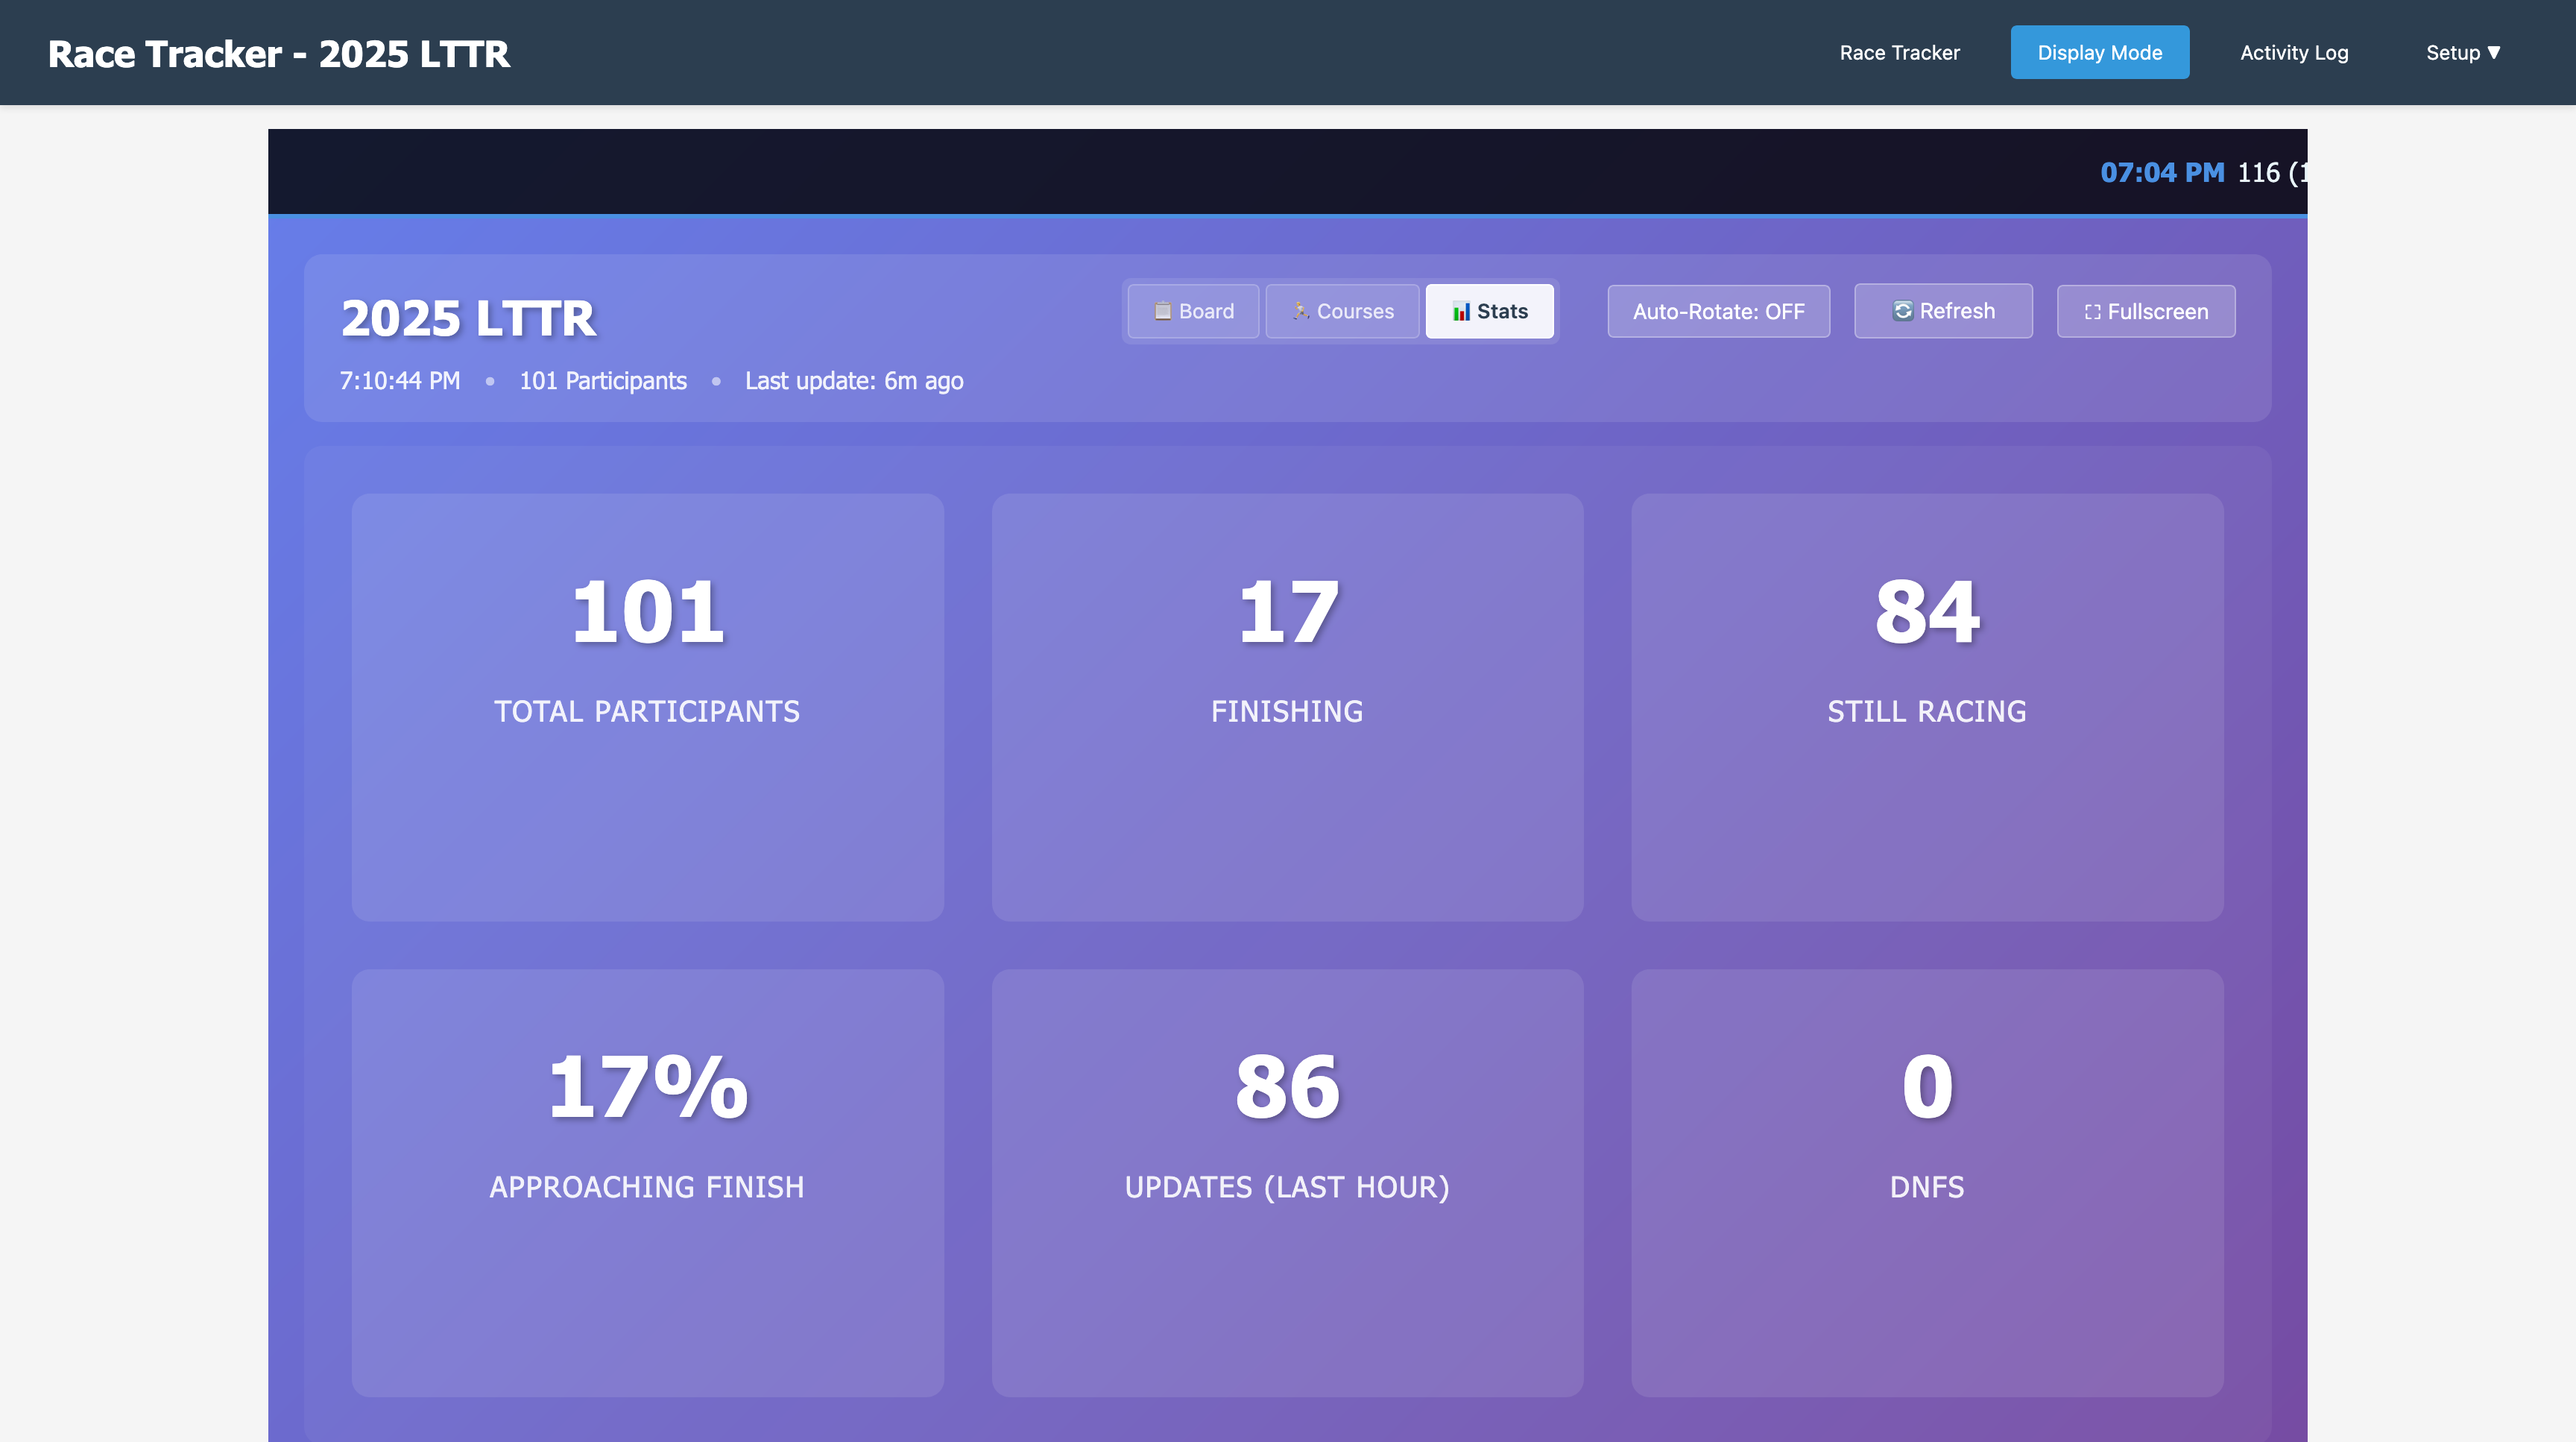 Race Tracker - 2025 LTTR
Race Tracker
Display Mode
Activity Log
Setup ▼
07:04 PM 116 (1
2025 LTTR
Board
Courses
Stats
Auto-Rotate: OFF
Refresh
Fullscreen
7:10:44 PM • 101 Participants • Last update: 6m ago
101
TOTAL PARTICIPANTS
17
FINISHING
84
STILL RACING
17%
APPROACHING FINISH
86
UPDATES (LAST HOUR)
0
DNFS